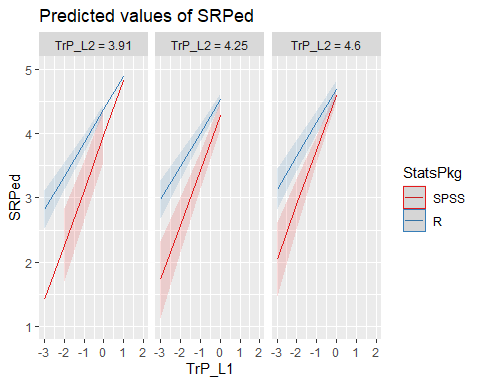 Predicted values of SRPed
TrP_L2 = 3.91 TrP_L2 = 4.25 TrP_L2 = 4.6
5
4
3
2
1
SRPed
-3 -2 -1 0 1 2 -3 -2 -1 0 1 2 -3 -2 -1 0 1 2
TrP_L1
StatsPkg
SPSS
R